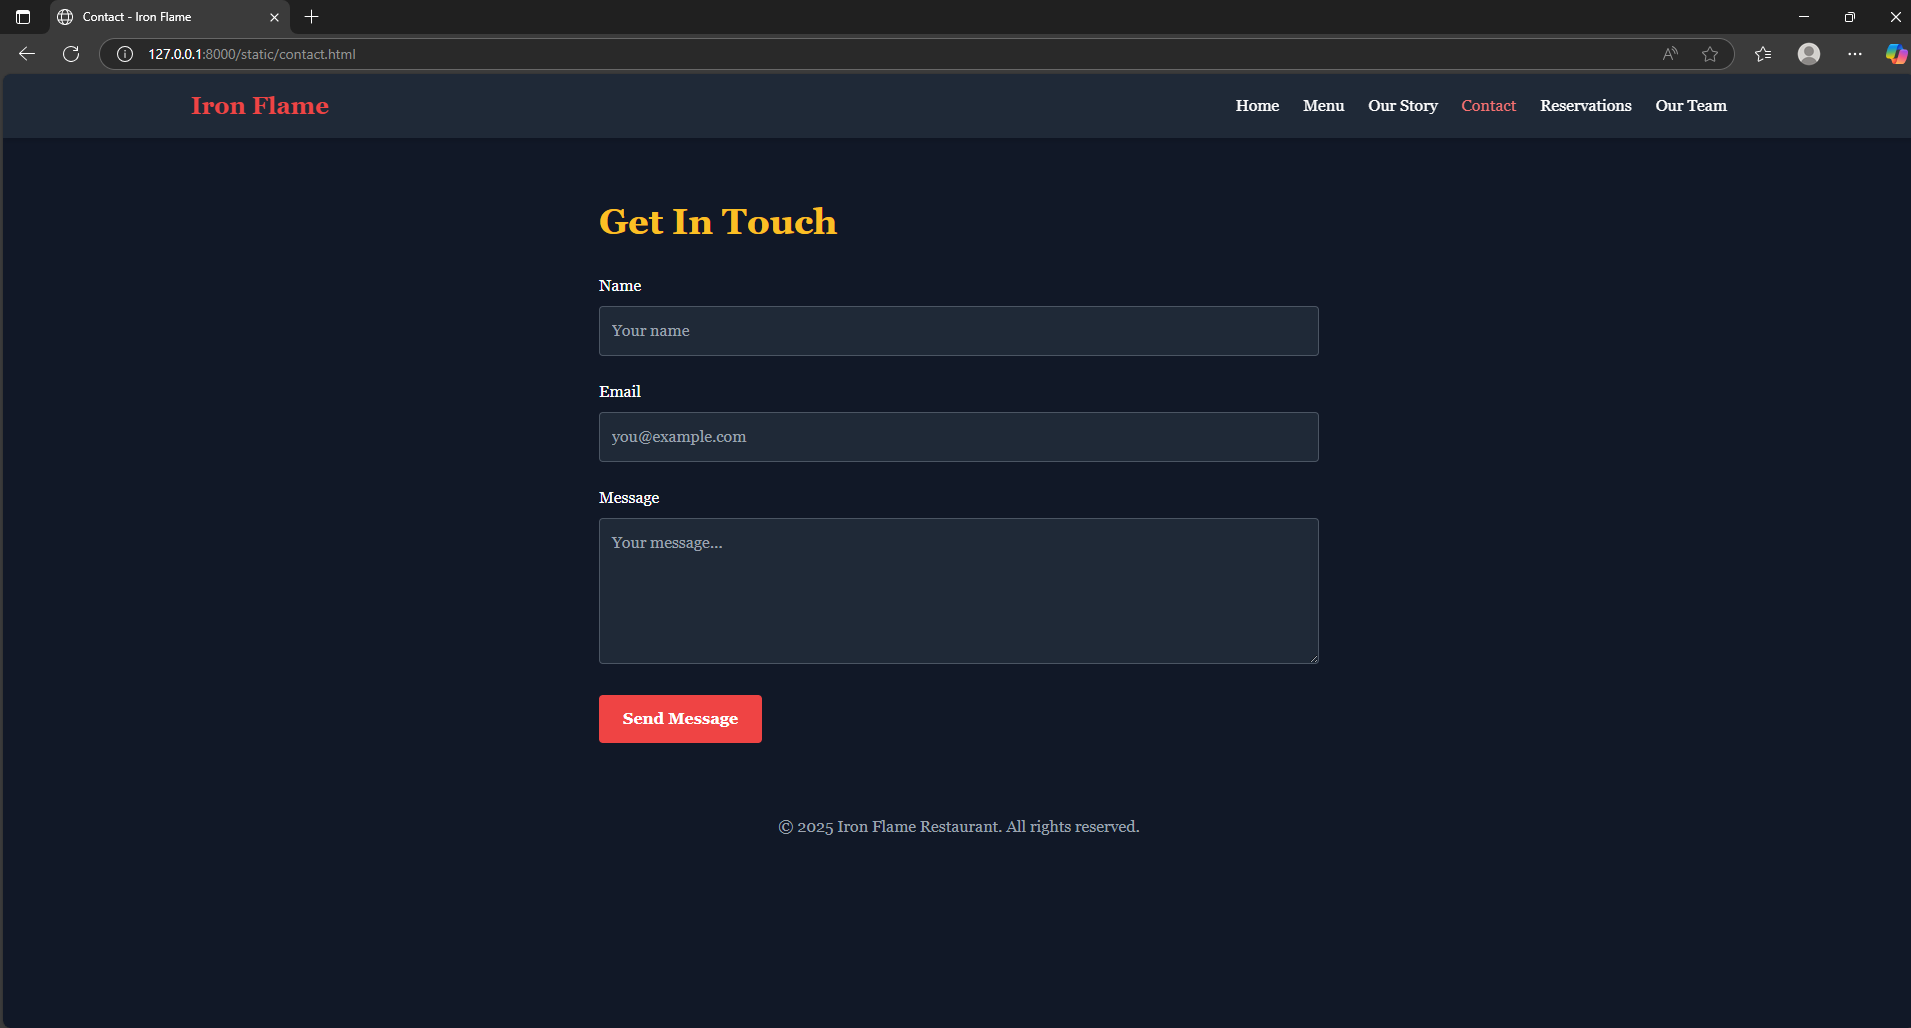 Contact - Iron Flame
127.0.0.1:8000/static/contact.html
Iron Flame
Home Menu Our Story Contact Reservations Our Team
Get In Touch
Name
Your name
Email
you@example.com
Message
Your message...
Send Message
© 2025 Iron Flame Restaurant. All rights reserved.